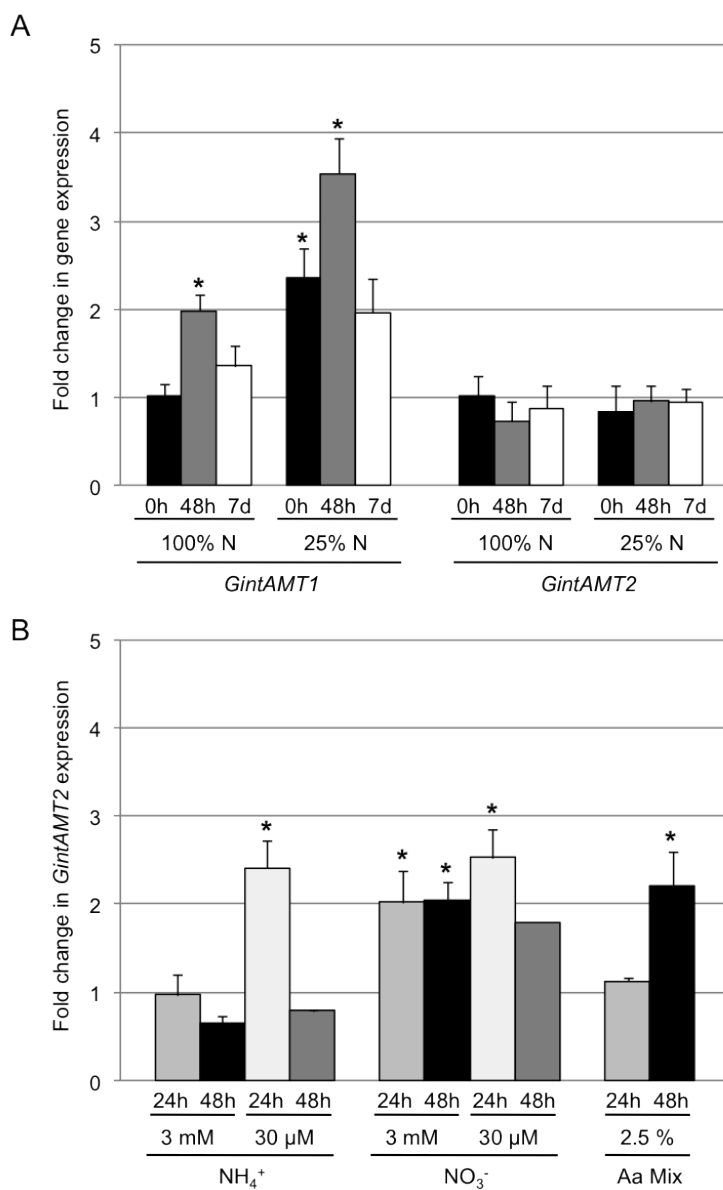 A
Fold change in gene expression
5
4
3
2
1
0
*
*
*
0h 48h 7d 0h 48h 7d 0h 48h 7d 0h 48h 7d
100% N 25% N 100% N 25% N
GintAMT1 GintAMT2
B
Fold change in GintAMT2 expression
5
4
3
2
1
0
*
*
*
*
*
24h 48h 24h 48h 24h 48h 24h 48h 24h 48h
3 mM 30 µM 3 mM 30 µM 2.5 %
NH₄⁺ NO₃⁻ Aa Mix